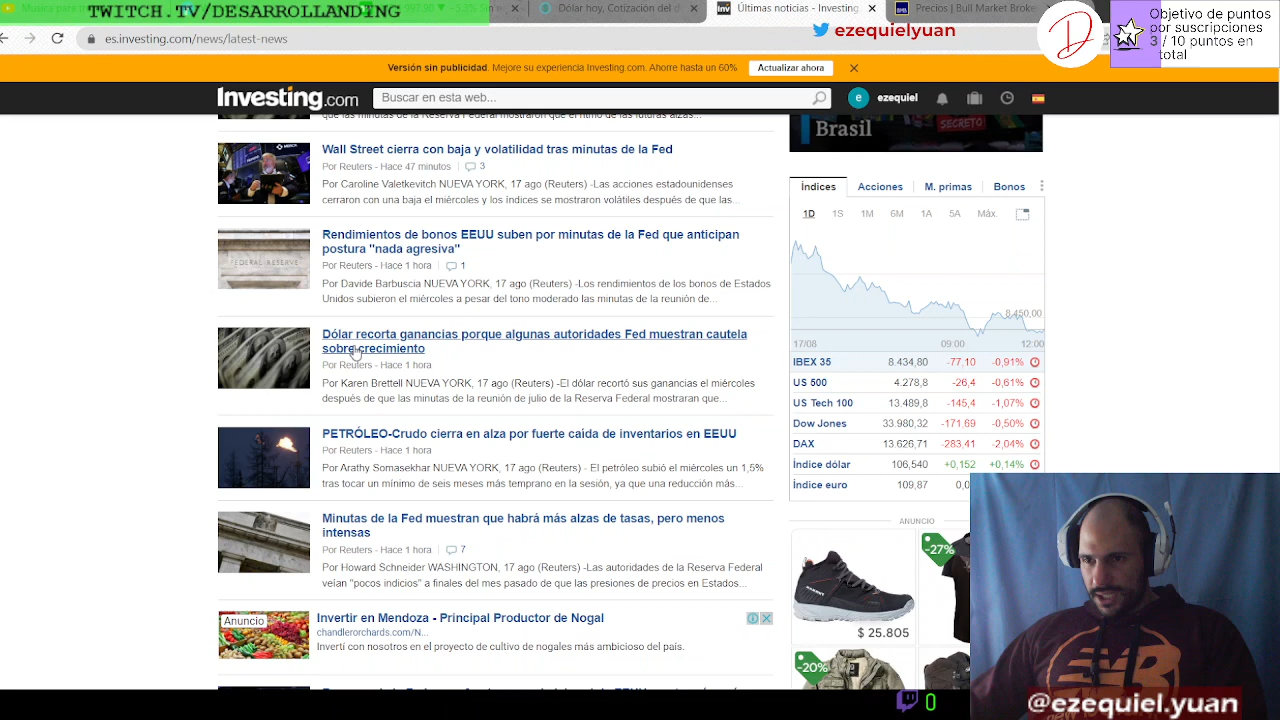 TWITCH.TV/DESARROLLANDING
Dólar hoy, Cotización del d
Últimas noticias - Investing
Precios | Bull Market Broke
ezequielyuan
Objetivo de puntos
por suscripciones
3 / 10 puntos en
total
es.investing.com/news/latest-news
Versión sin publicidad. Mejore su experiencia Investing.com. Ahorre hasta un 60%
Actualizar ahora
Investing.com
Buscar en esta web...
e
ezequiel
que las minutas de la Reserva Federal mostraron que el ritmo de las futuras alzas...
Wall Street cierra con baja y volatilidad tras minutas de la Fed
Por Reuters - Hace 47 minutos
3
Por Caroline Valetkevitch NUEVA YORK, 17 ago (Reuters) -Las acciones estadounidenses
cerraron con una baja el miércoles y los índices se mostraron volátiles después de que las...
Rendimientos de bonos EEUU suben por minutas de la Fed que anticipan
postura "nada agresiva"
Por Reuters - Hace 1 hora
1
Por Davide Barbuscia NUEVA YORK, 17 ago (Reuters) -Los rendimientos de los bonos de Estados
Unidos subieron el miércoles a pesar del tono moderado las minutas de la reunión de...
FEDERAL RESERVE
Dólar recorta ganancias porque algunas autoridades Fed muestran cautela
sobre crecimiento
Por Reuters - Hace 1 hora
Por Karen Brettell NUEVA YORK, 17 ago (Reuters) -El dólar recortó sus ganancias el miércoles
después de que las minutas de la reunión de julio de la Reserva Federal mostraran que...
PETRÓLEO-Crudo cierra en alza por fuerte caída de inventarios en EEUU
Por Reuters - Hace 1 hora
Por Arathy Somasekhar NUEVA YORK, 17 ago (Reuters) - El petróleo subió el miércoles un 1,5%
tras tocar un mínimo de seis meses más temprano en la sesión, ya que una reducción más...
Minutas de la Fed muestran que habrá más alzas de tasas, pero menos
intensas
Por Reuters - Hace 1 hora
7
Por Howard Schneider WASHINGTON, 17 ago (Reuters) -Las autoridades de la Reserva Federal
veían "pocos indicios" a finales del mes pasado de que las presiones de precios en Estados...
Anuncio
Invertir en Mendoza - Principal Productor de Nogal
chandlerorchards.com/N...
Invertí con nosotros en el proyecto de cultivo de nogales más ambicioso del país.
SECRETO
Brasil
Índices
Acciones
M. primas
Bonos
1D
1S
1M
6M
1A
5A
Máx.
8.450,00
17/08
09:00
12:00
IBEX 35 8.434,80 -77,10 -0,91%
US 500 4.278,8 -26,4 -0,61%
US Tech 100 13.489,8 -145,4 -1,07%
Dow Jones 33.980,32 -171,69 -0,50%
DAX 13.626,71 -283,41 -2,04%
Índice dólar 106,540 +0,152 +0,14%
Índice euro 109,87
ANUNCIO
-27%
$ 25.805
-20%
0
@ezequiel.yuan